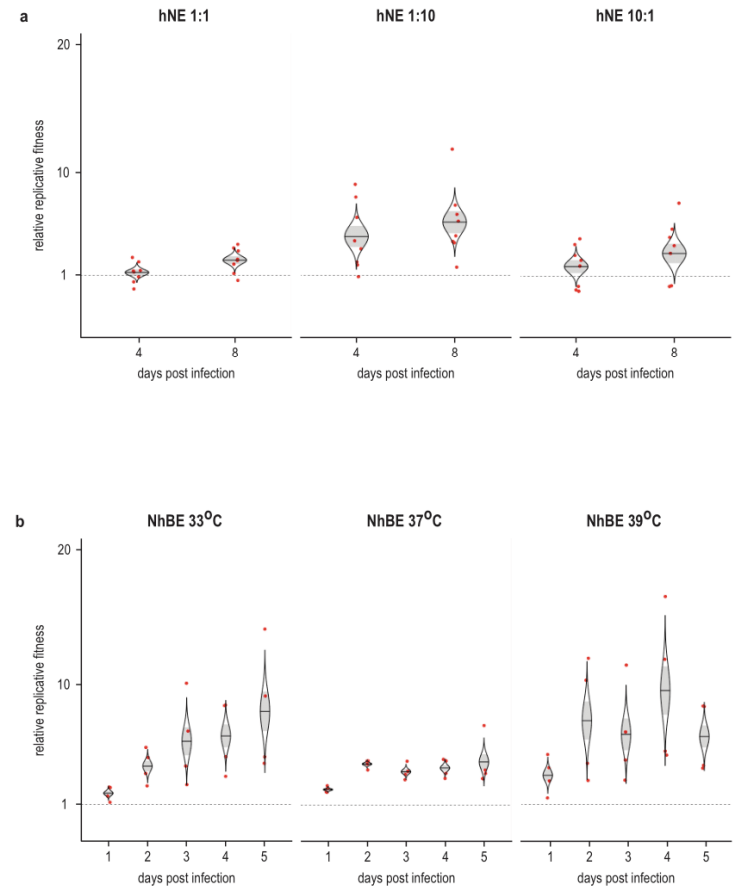 a
hNE 1:1 hNE 1:10 hNE 10:1
relative replicative fitness
20
10
1
4 8 4 8 4 8
days post infection days post infection days post infection
b
NhBE 33⁰C NhBE 37⁰C NhBE 39⁰C
relative replicative fitness
20
10
1
1 2 3 4 5 1 2 3 4 5 1 2 3 4 5
days post infection days post infection days post infection